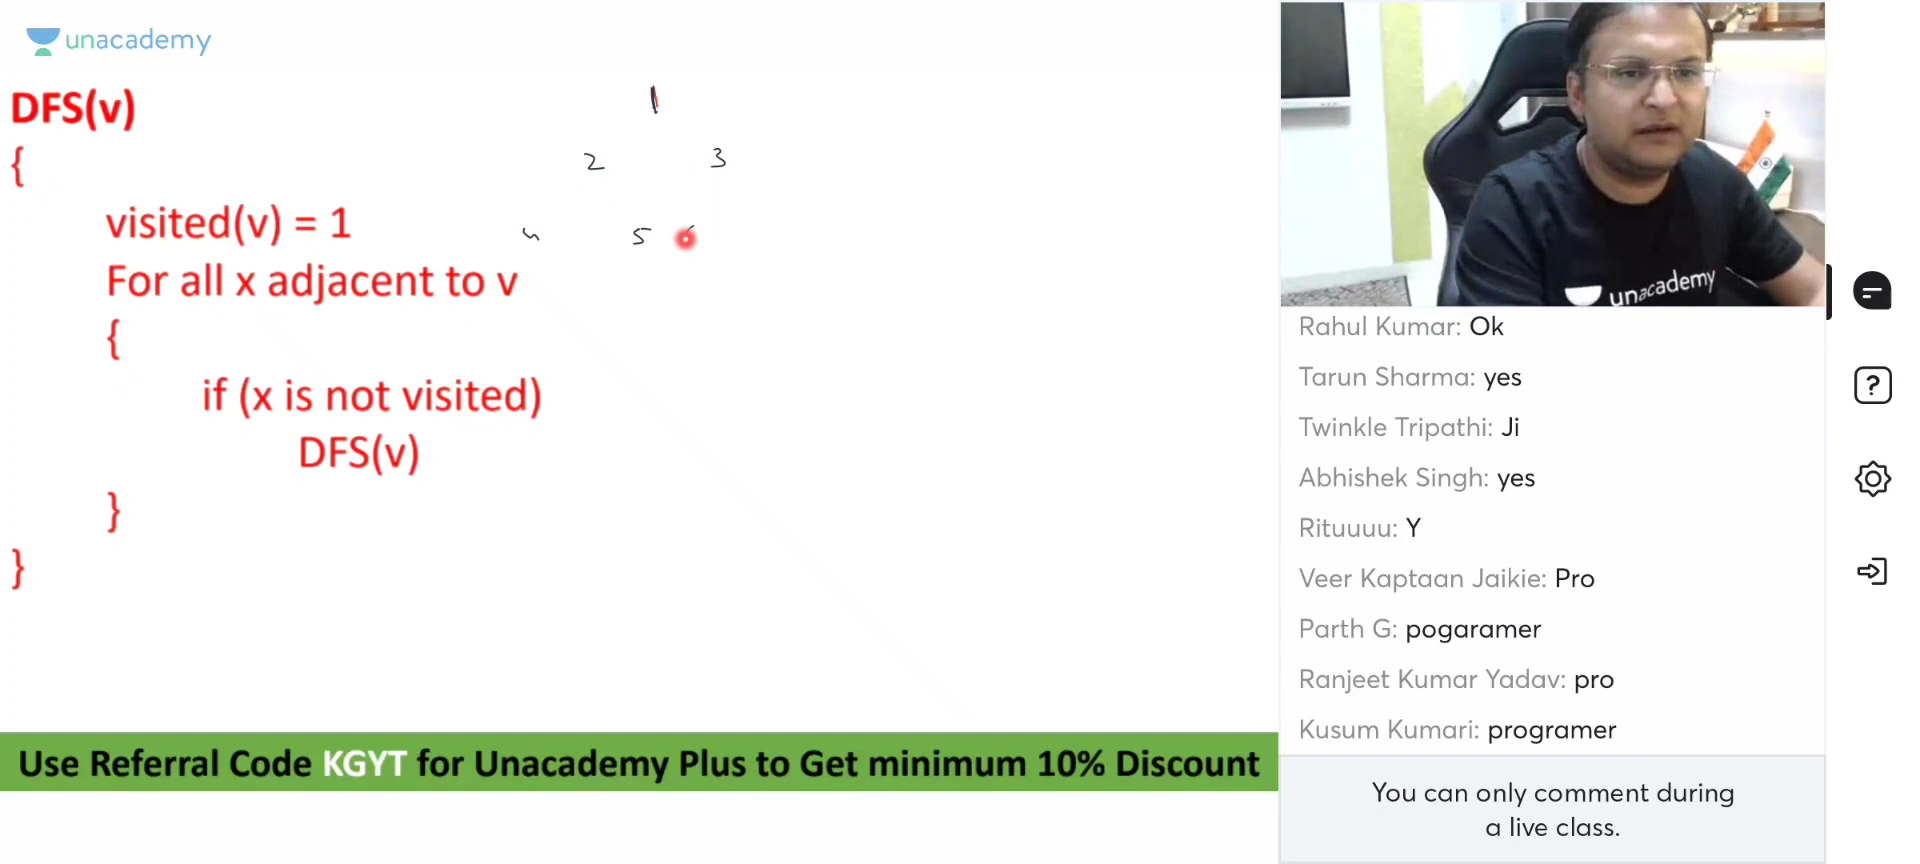 unacademy
DFS(v)
{
visited(v) = 1
For all x adjacent to v
{
if (x is not visited)
DFS(v)
}
}
1
2 3
4 5
Use Referral Code KGYT for Unacademy Plus to Get minimum 10% Discount
unacademy
Rahul Kumar: Ok
Tarun Sharma: yes
Twinkle Tripathi: Ji
Abhishek Singh: yes
Rituuuu: Y
Veer Kaptaan Jaikie: Pro
Parth G: pogaramer
Ranjeet Kumar Yadav: pro
Kusum Kumari: programer
You can only comment during
a live class.
?